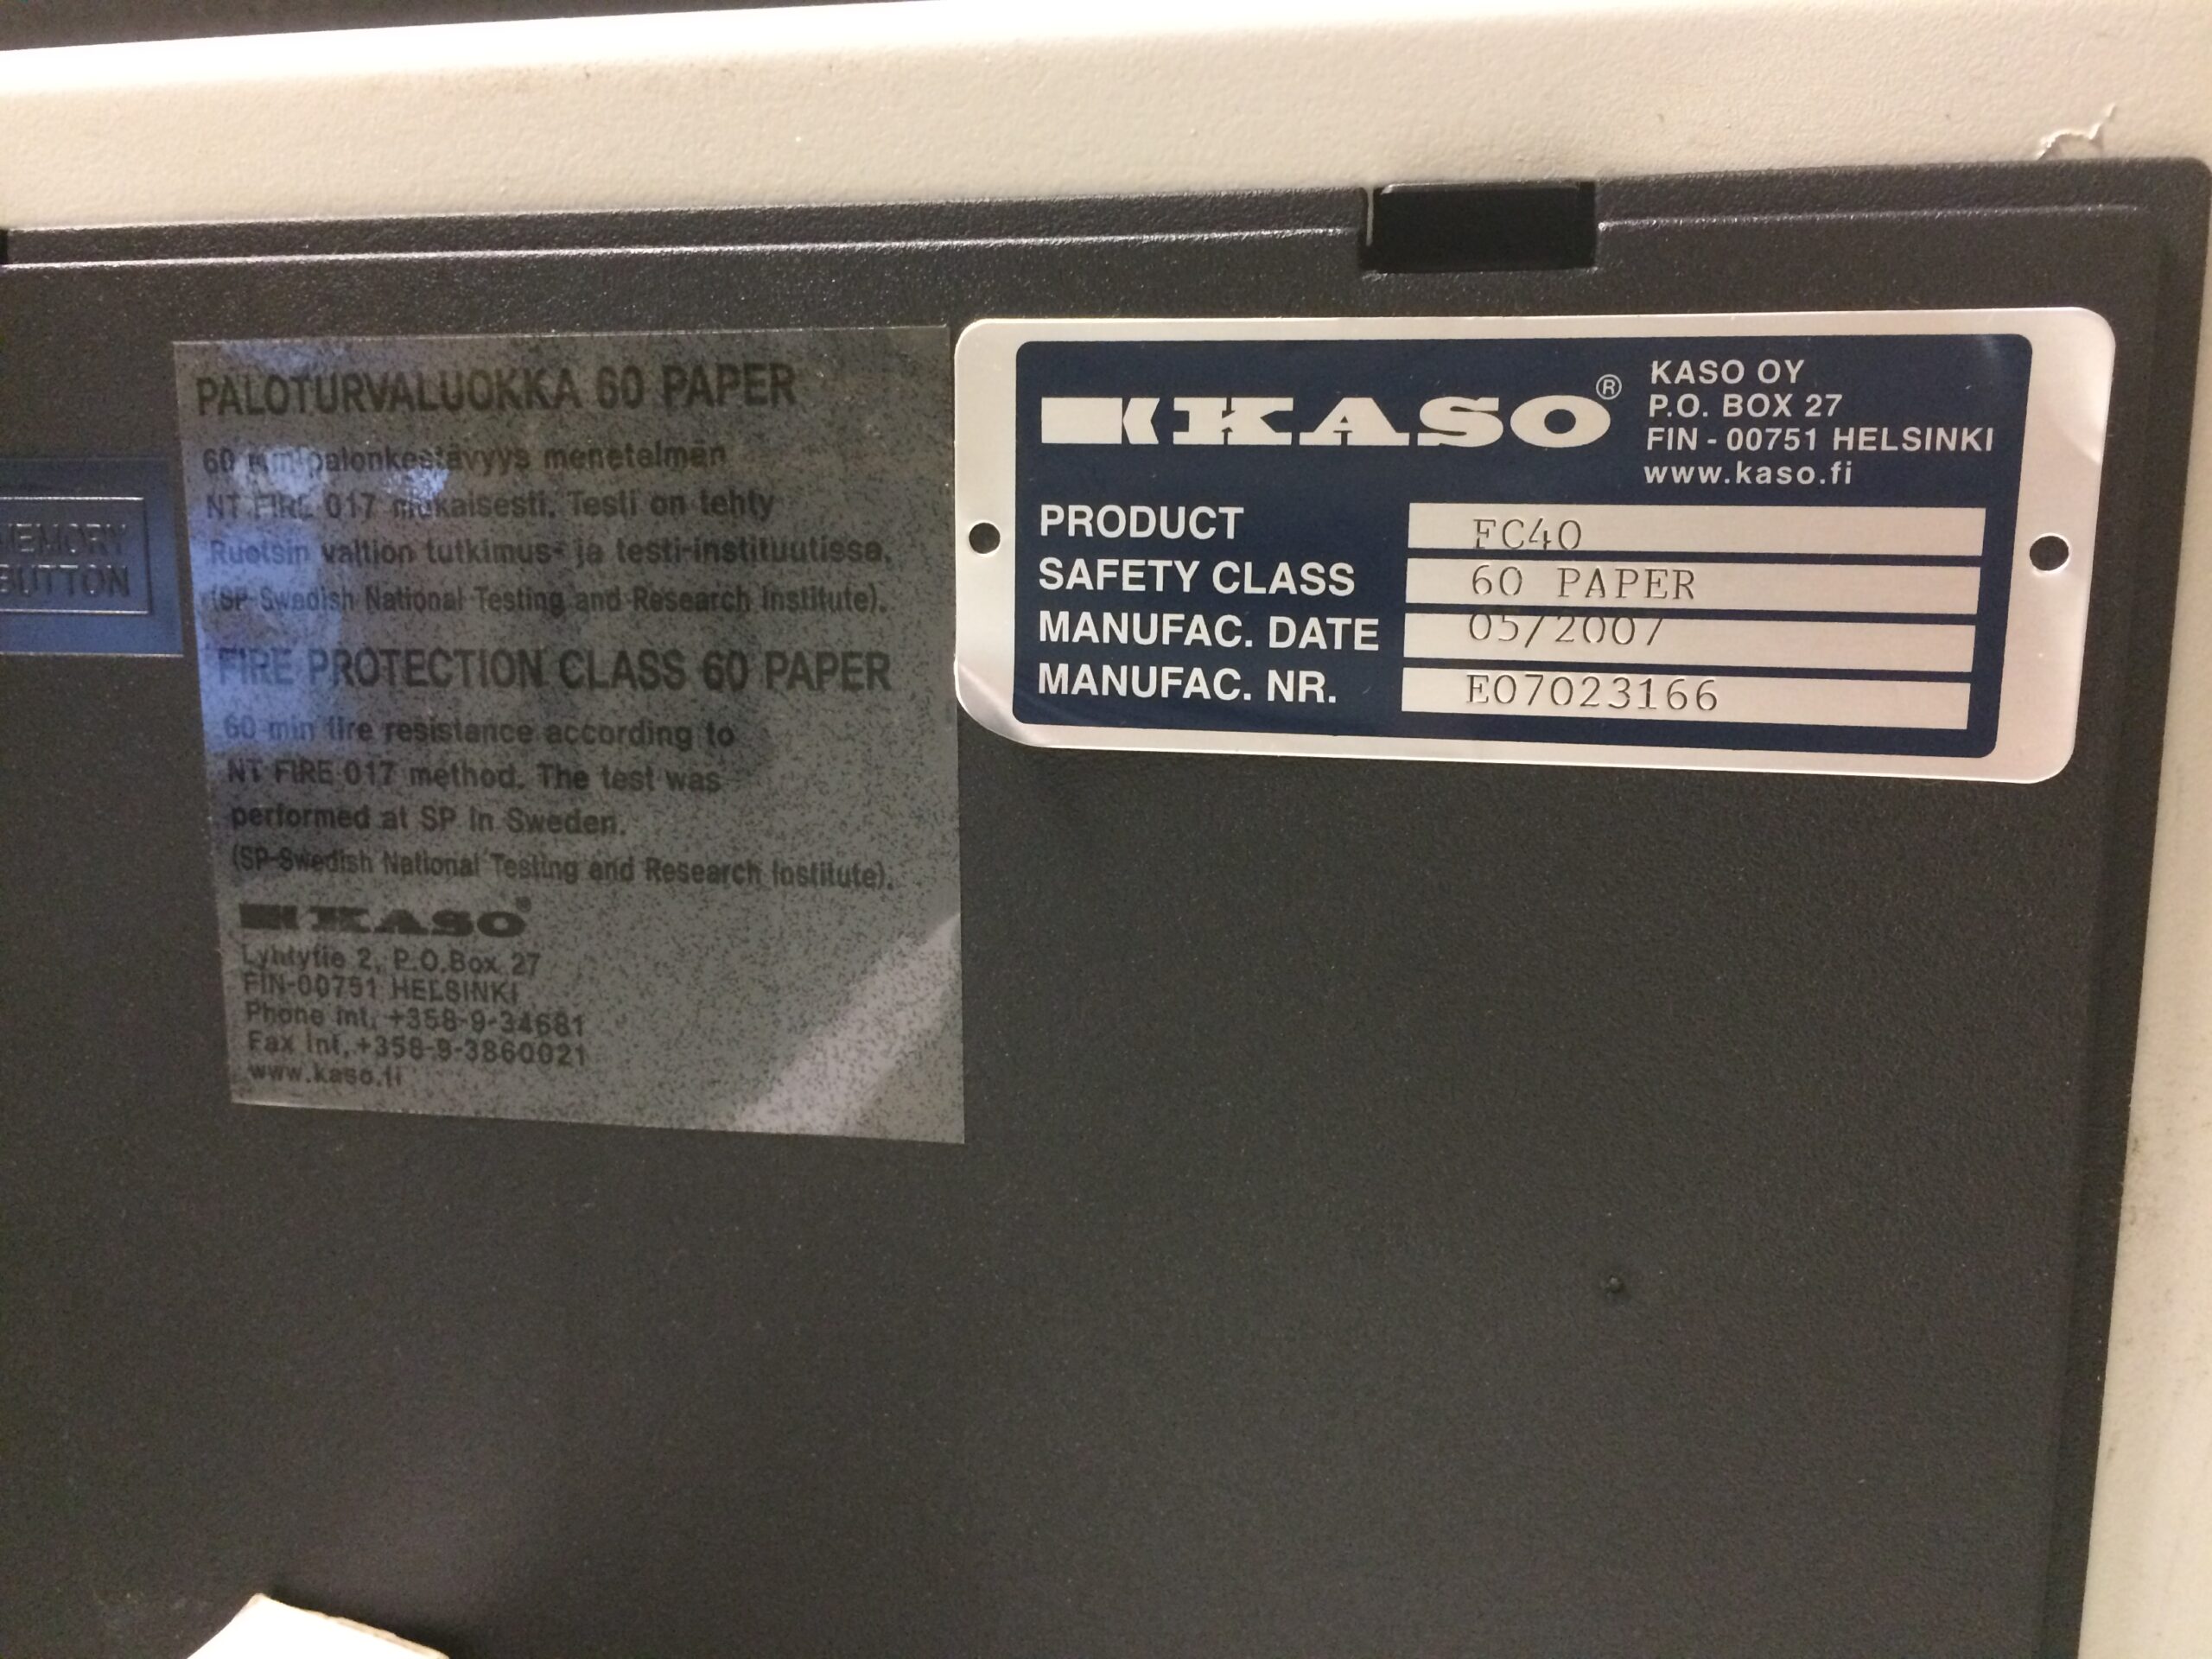 MEMORY
BUTTON
PALOTURVALUOKKA 60 PAPER
60 min palonkestävyys menetelmän
NT FIRE 017 mukaisesti. Testi on tehty
Ruotsin valtion tutkimus- ja testi-instituutissa.
(SP-Swedish National Testing and Research Institute).
FIRE PROTECTION CLASS 60 PAPER
60 min fire resistance according to
NT FIRE 017 method. The test was
performed at SP in Sweden.
(SP-Swedish National Testing and Research Institute).
KASO®
Lyhtytie 2, P.O.Box 27
FIN-00751 HELSINKI
Phone Int. +358-9-34681
Fax Int. +358-9-3860021
www.kaso.fi
KASO®
KASO OY
P.O. BOX 27
FIN - 00751 HELSINKI
www.kaso.fi
PRODUCT FC40
SAFETY CLASS 60 PAPER
MANUFAC. DATE 05/2007
MANUFAC. NR. E07023166